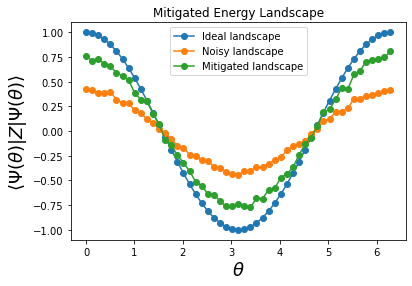 Mitigated Energy Landscape
⟨Ψ(θ)|Z|Ψ(θ)⟩
1.00
0.75
0.50
0.25
0.00
−0.25
−0.50
−0.75
−1.00
Ideal landscape
Noisy landscape
Mitigated landscape
0 1 2 3 4 5 6
θ